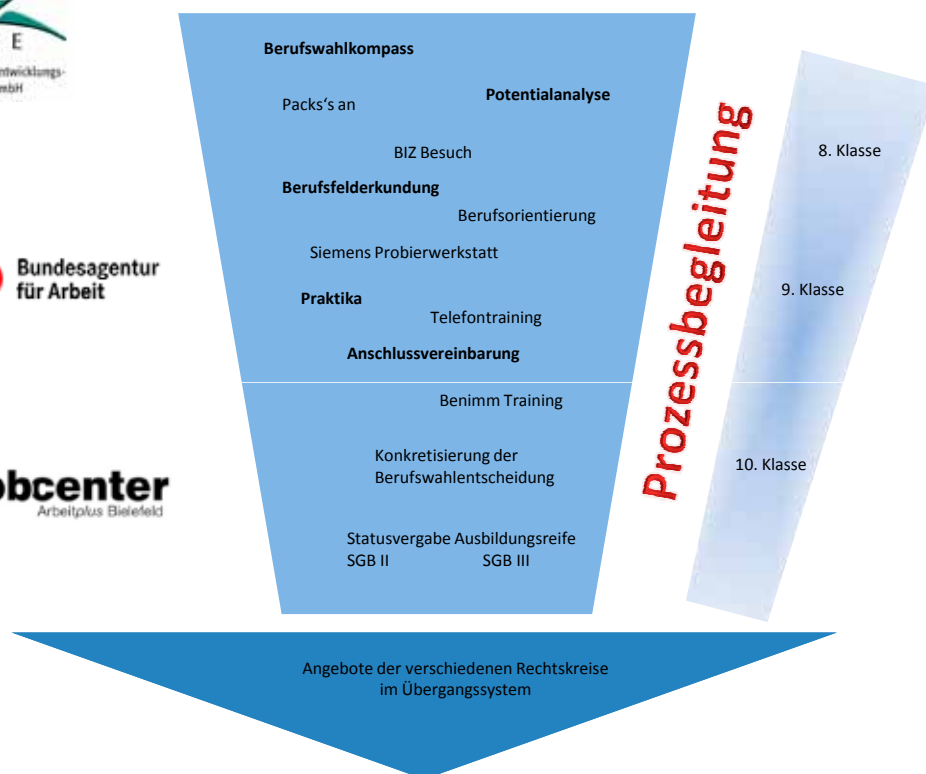 E
ntwicklungs-
mbH
Bundesagentur
für Arbeit
obcenter
Arbeitplus Bielefeld
Berufswahlkompass
Potentialanalyse
Packs's an
BIZ Besuch
Berufsfelderkundung
Berufsorientierung
Siemens Probierwerkstatt
Praktika
Telefontraining
Anschlussvereinbarung
Benimm Training
Konkretisierung der
Berufswahlentscheidung
Statusvergabe Ausbildungsreife
SGB II SGB III
Prozessbegleitung
8. Klasse
9. Klasse
10. Klasse
Angebote der verschiedenen Rechtskreise
im Übergangssystem